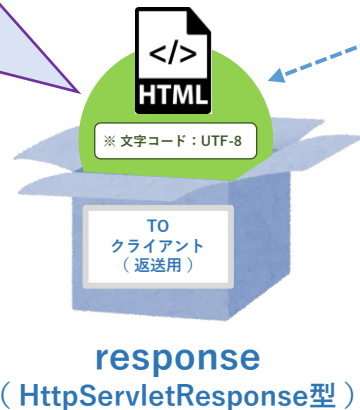 </>
HTML
※ 文字コード：UTF-8
TO
クライアント
（ 返送用 ）
response
（ HttpServletResponse型 ）